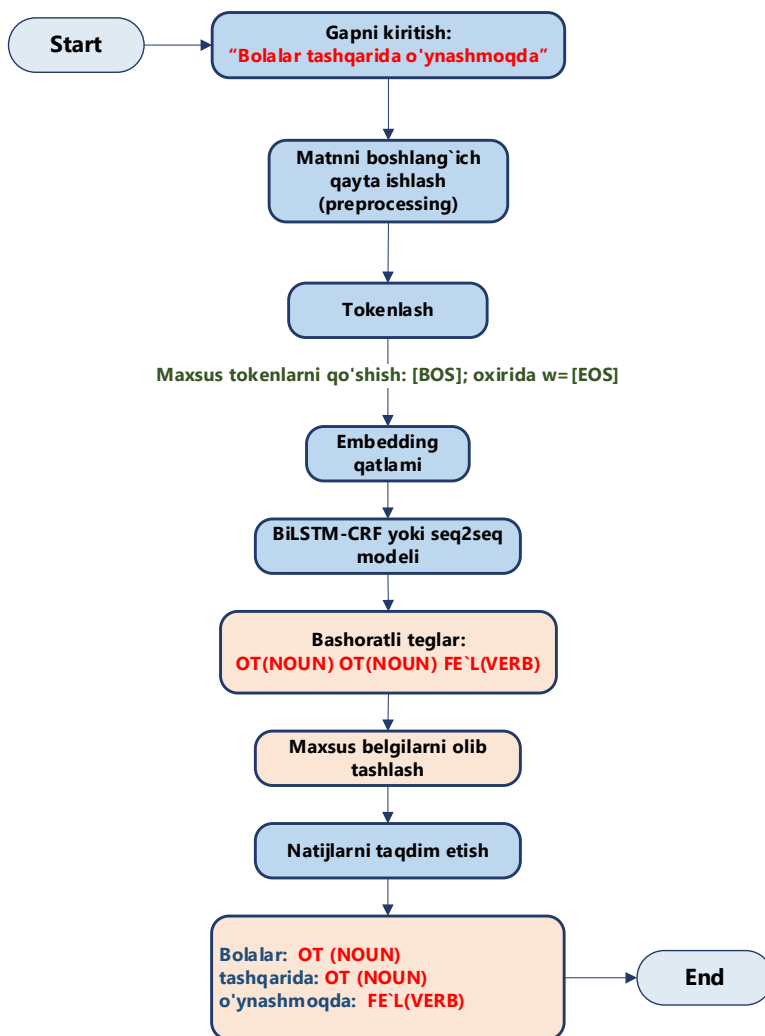 Start
Gapni kiritish:
“Bolalar tashqarida o'ynashmoqda”
Matnni boshlang`ich
qayta ishlash
(preprocessing)
Tokenlash
Maxsus tokenlarni qo'shish: [BOS]; oxirida w=[EOS]
Embedding
qatlami
BiLSTM-CRF yoki seq2seq
modeli
Bashoratli teglar:
OT(NOUN) OT(NOUN) FE`L(VERB)
Maxsus belgilarni olib
tashlash
Natijlarni taqdim etish
Bolalar: OT (NOUN)
tashqarida: OT (NOUN)
o'ynashmoqda: FE`L(VERB)
End